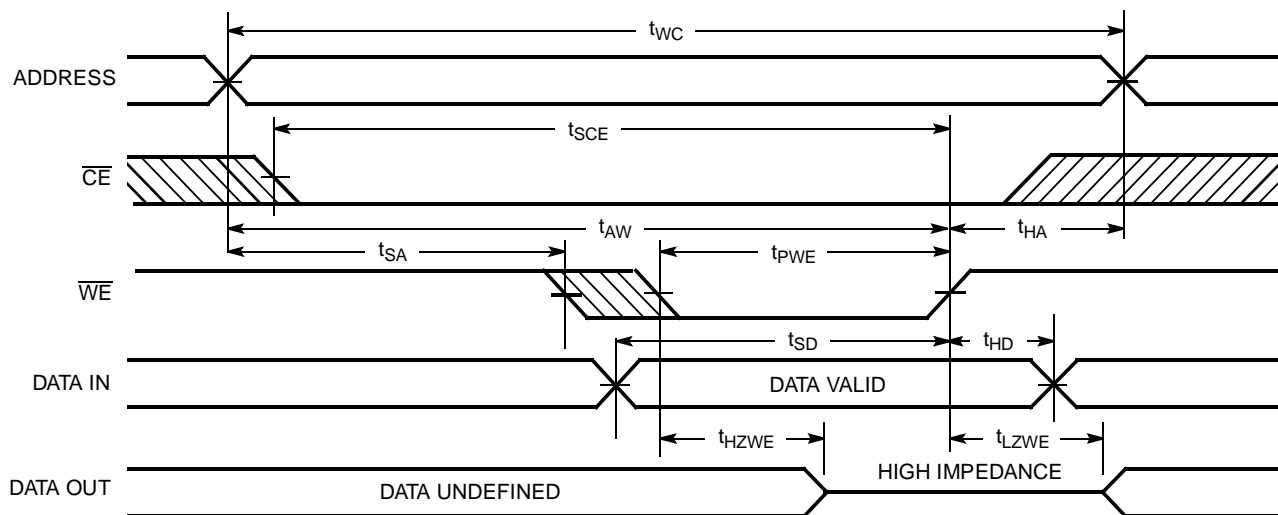 tWC
ADDRESS
tSCE
CE
tAW
tHA
tSA
tPWE
WE
tSD
tHD
DATA IN
DATA VALID
tHZWE
tLZWE
HIGH IMPEDANCE
DATA OUT
DATA UNDEFINED